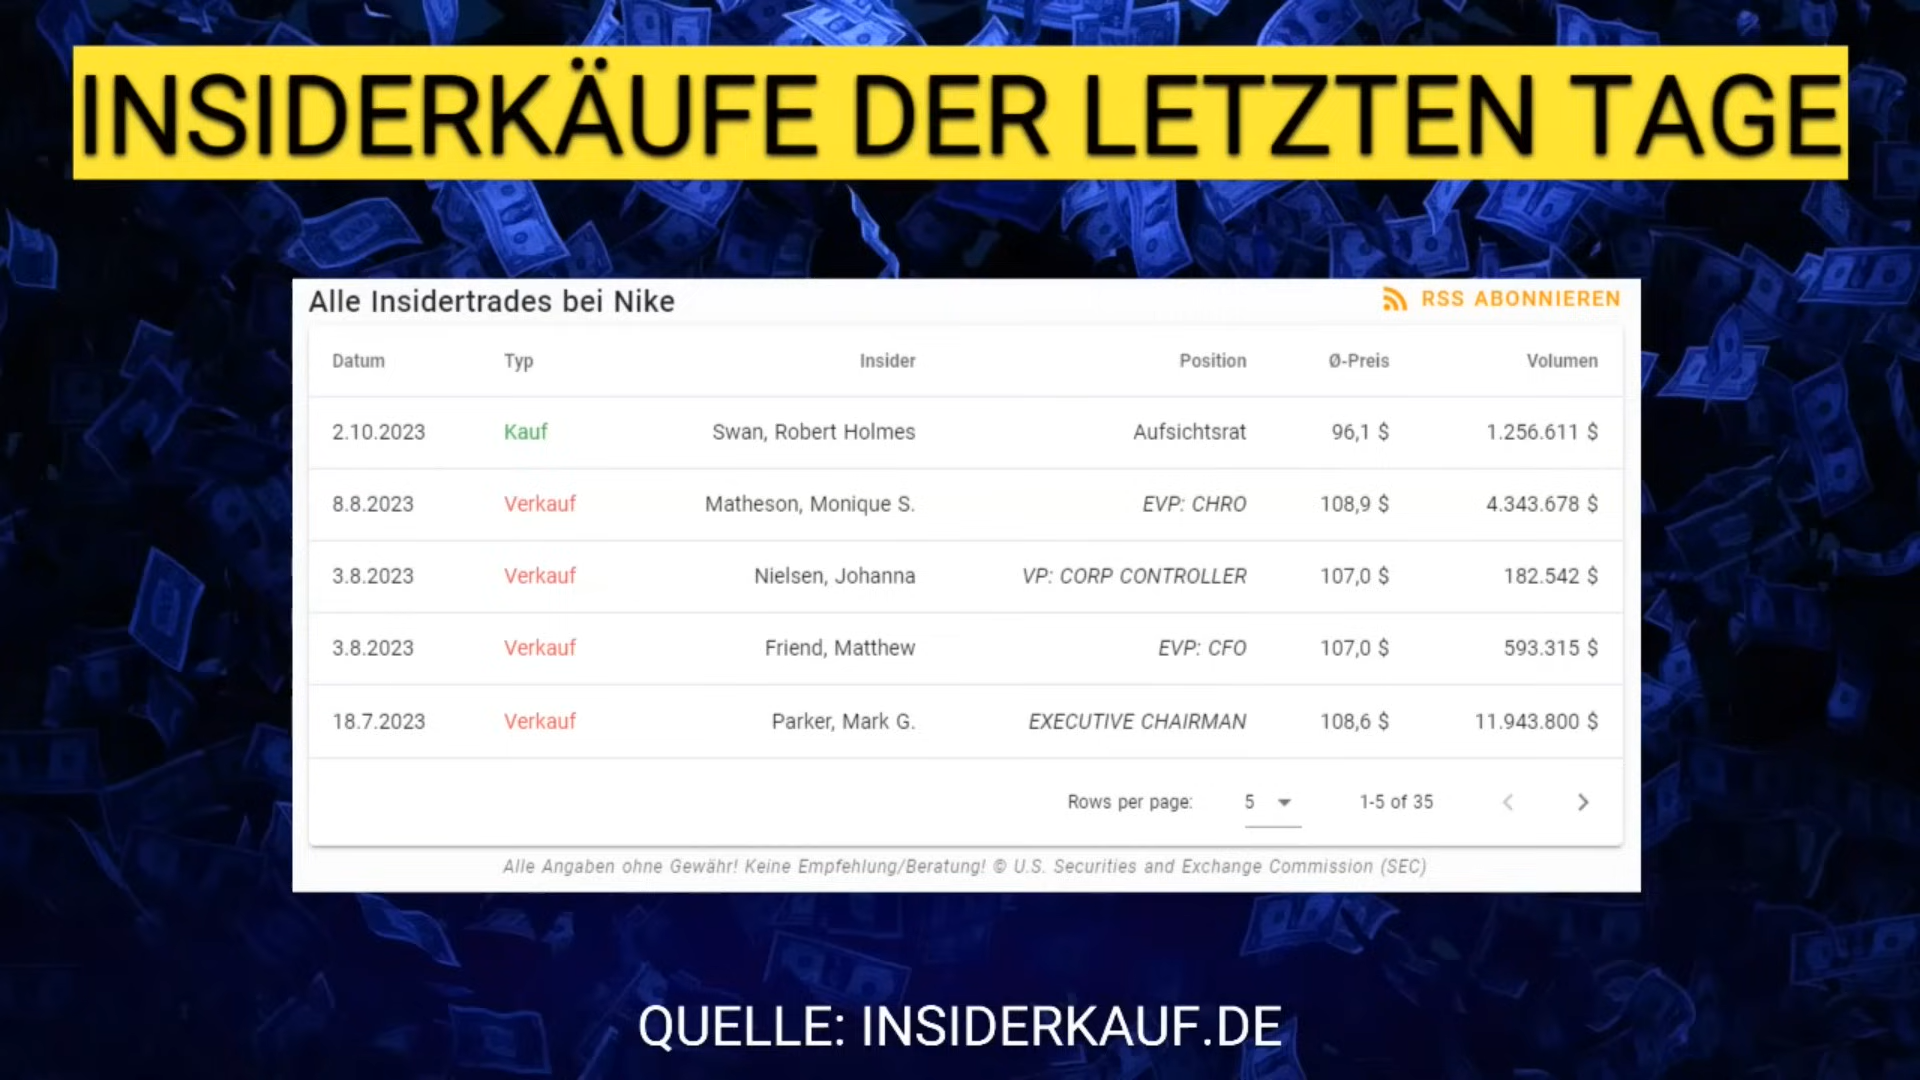 INSIDERKÄUFE DER LETZTEN TAGE
Alle Insidertrades bei Nike RSS ABONNIEREN
Datum Typ Insider Position Ø-Preis Volumen
2.10.2023 Kauf Swan, Robert Holmes Aufsichtsrat 96,1 $ 1.256.611 $
8.8.2023 Verkauf Matheson, Monique S. EVP: CHRO 108,9 $ 4.343.678 $
3.8.2023 Verkauf Nielsen, Johanna VP: CORP CONTROLLER 107,0 $ 182.542 $
3.8.2023 Verkauf Friend, Matthew EVP: CFO 107,0 $ 593.315 $
18.7.2023 Verkauf Parker, Mark G. EXECUTIVE CHAIRMAN 108,6 $ 11.943.800 $
Rows per page: 5 1-5 of 35
Alle Angaben ohne Gewähr! Keine Empfehlung/Beratung! © U.S. Securities and Exchange Commission (SEC)
QUELLE: INSIDERKAUF.DE